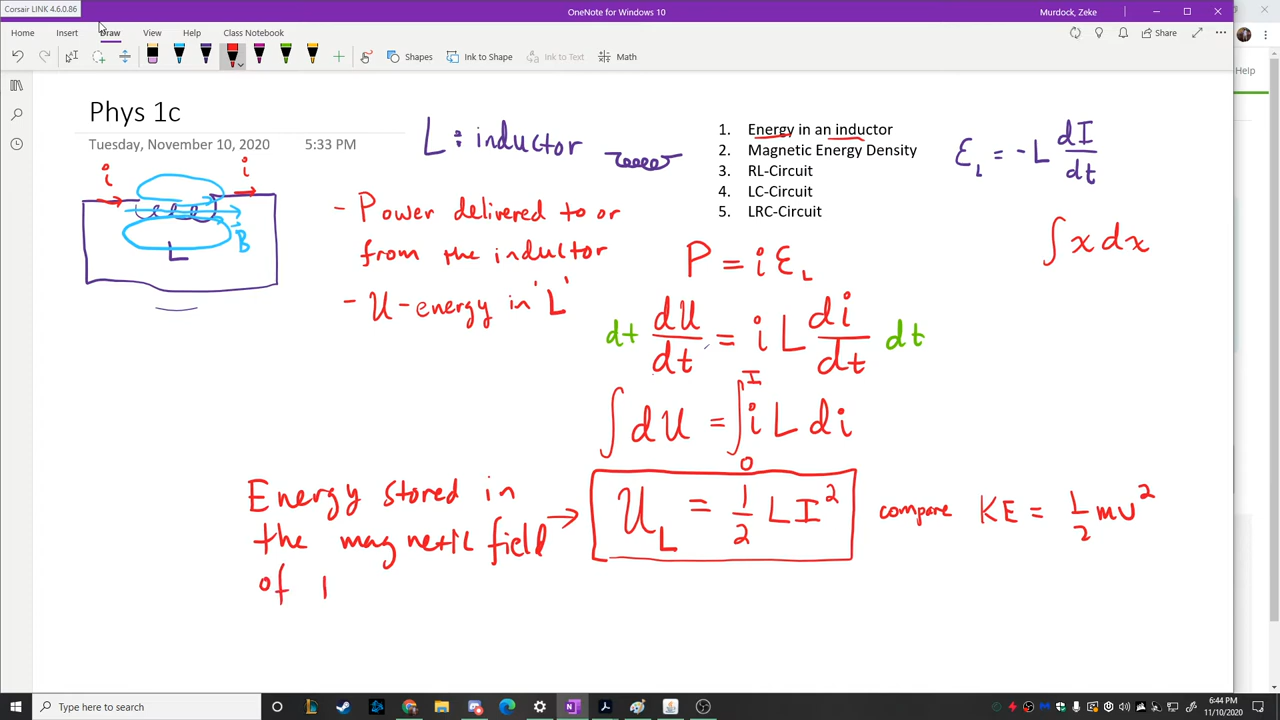 Corsair LINK 4.6.0.86
OneNote for Windows 10
Murdock, Zeke
Home Insert Draw View Help Class Notebook
Share
Shapes Ink to Shape Ink to Text Math
Help
Phys 1c
Tuesday, November 10, 2020 5:33 PM
L: inductor
1. Energy in an inductor
2. Magnetic Energy Density
3. RL-Circuit
4. LC-Circuit
5. LRC-Circuit
ℰ_L = -L dI/dt
∫ x dx
i i
B
L
- Power delivered to or
from the inductor
- U-energy in 'L'
P = i ℰ_L
dt dU/dt = i L di/dt dt
∫ dU = ∫_0^I i L di
Energy stored in
the magnetic field
of l
→ U_L = 1/2 L I²
compare KE = 1/2 mv²
Type here to search
6:44 PM
11/10/2020